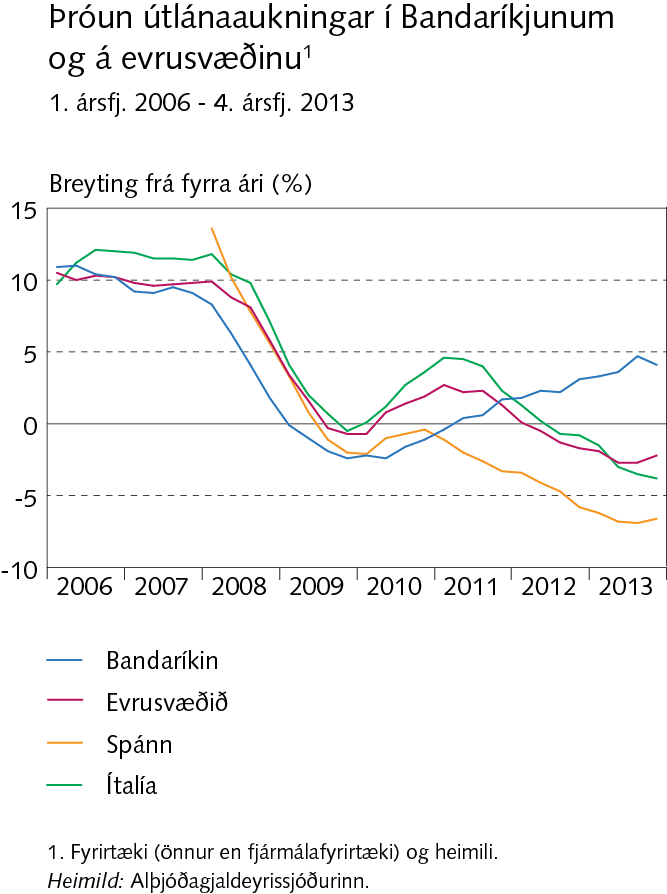 Þróun útlánaaukningar í Bandaríkjunum
og á evrusvæðinu¹
1. ársfj. 2006 - 4. ársfj. 2013
Breyting frá fyrra ári (%)
15
10
5
0
-5
-10
2006 2007 2008 2009 2010 2011 2012 2013
Bandaríkin
Evrusvæðið
Spánn
Ítalía
1. Fyrirtæki (önnur en fjármálafyrirtæki) og heimili.
Heimild: Alþjóðagjaldeyrissjóðurinn.